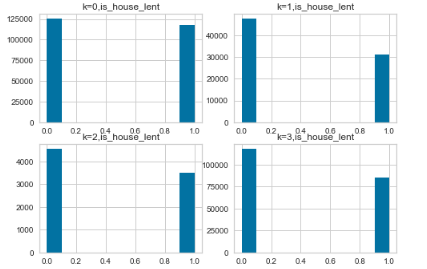 k=0,is_house_lent
125000
100000
75000
50000
25000
0
0.0 0.2 0.4 0.6 0.8 1.0
k=1,is_house_lent
40000
30000
20000
10000
0
0.0 0.2 0.4 0.6 0.8 1.0
k=2,is_house_lent
4000
3000
2000
1000
0
0.0 0.2 0.4 0.6 0.8 1.0
k=3,is_house_lent
100000
75000
50000
25000
0
0.0 0.2 0.4 0.6 0.8 1.0